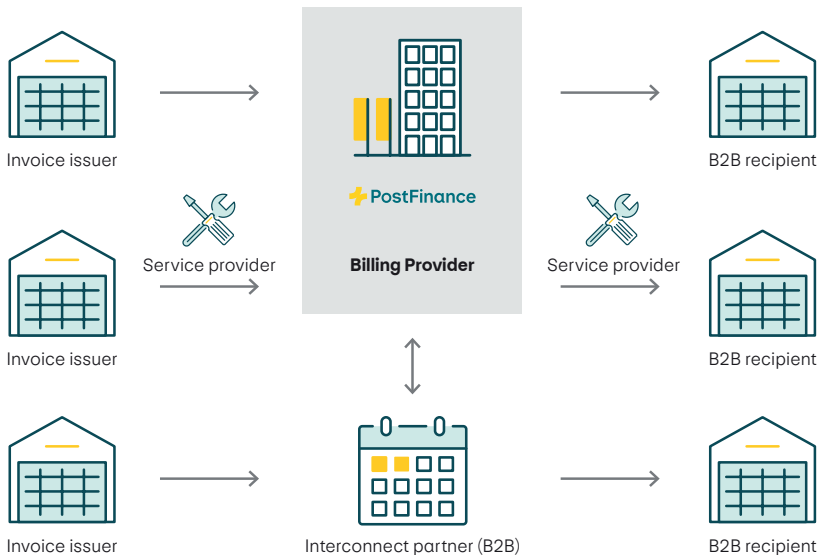 Invoice issuer
B2B recipient
PostFinance
Service provider
Billing Provider
Service provider
Invoice issuer
B2B recipient
Invoice issuer
Interconnect partner (B2B)
B2B recipient